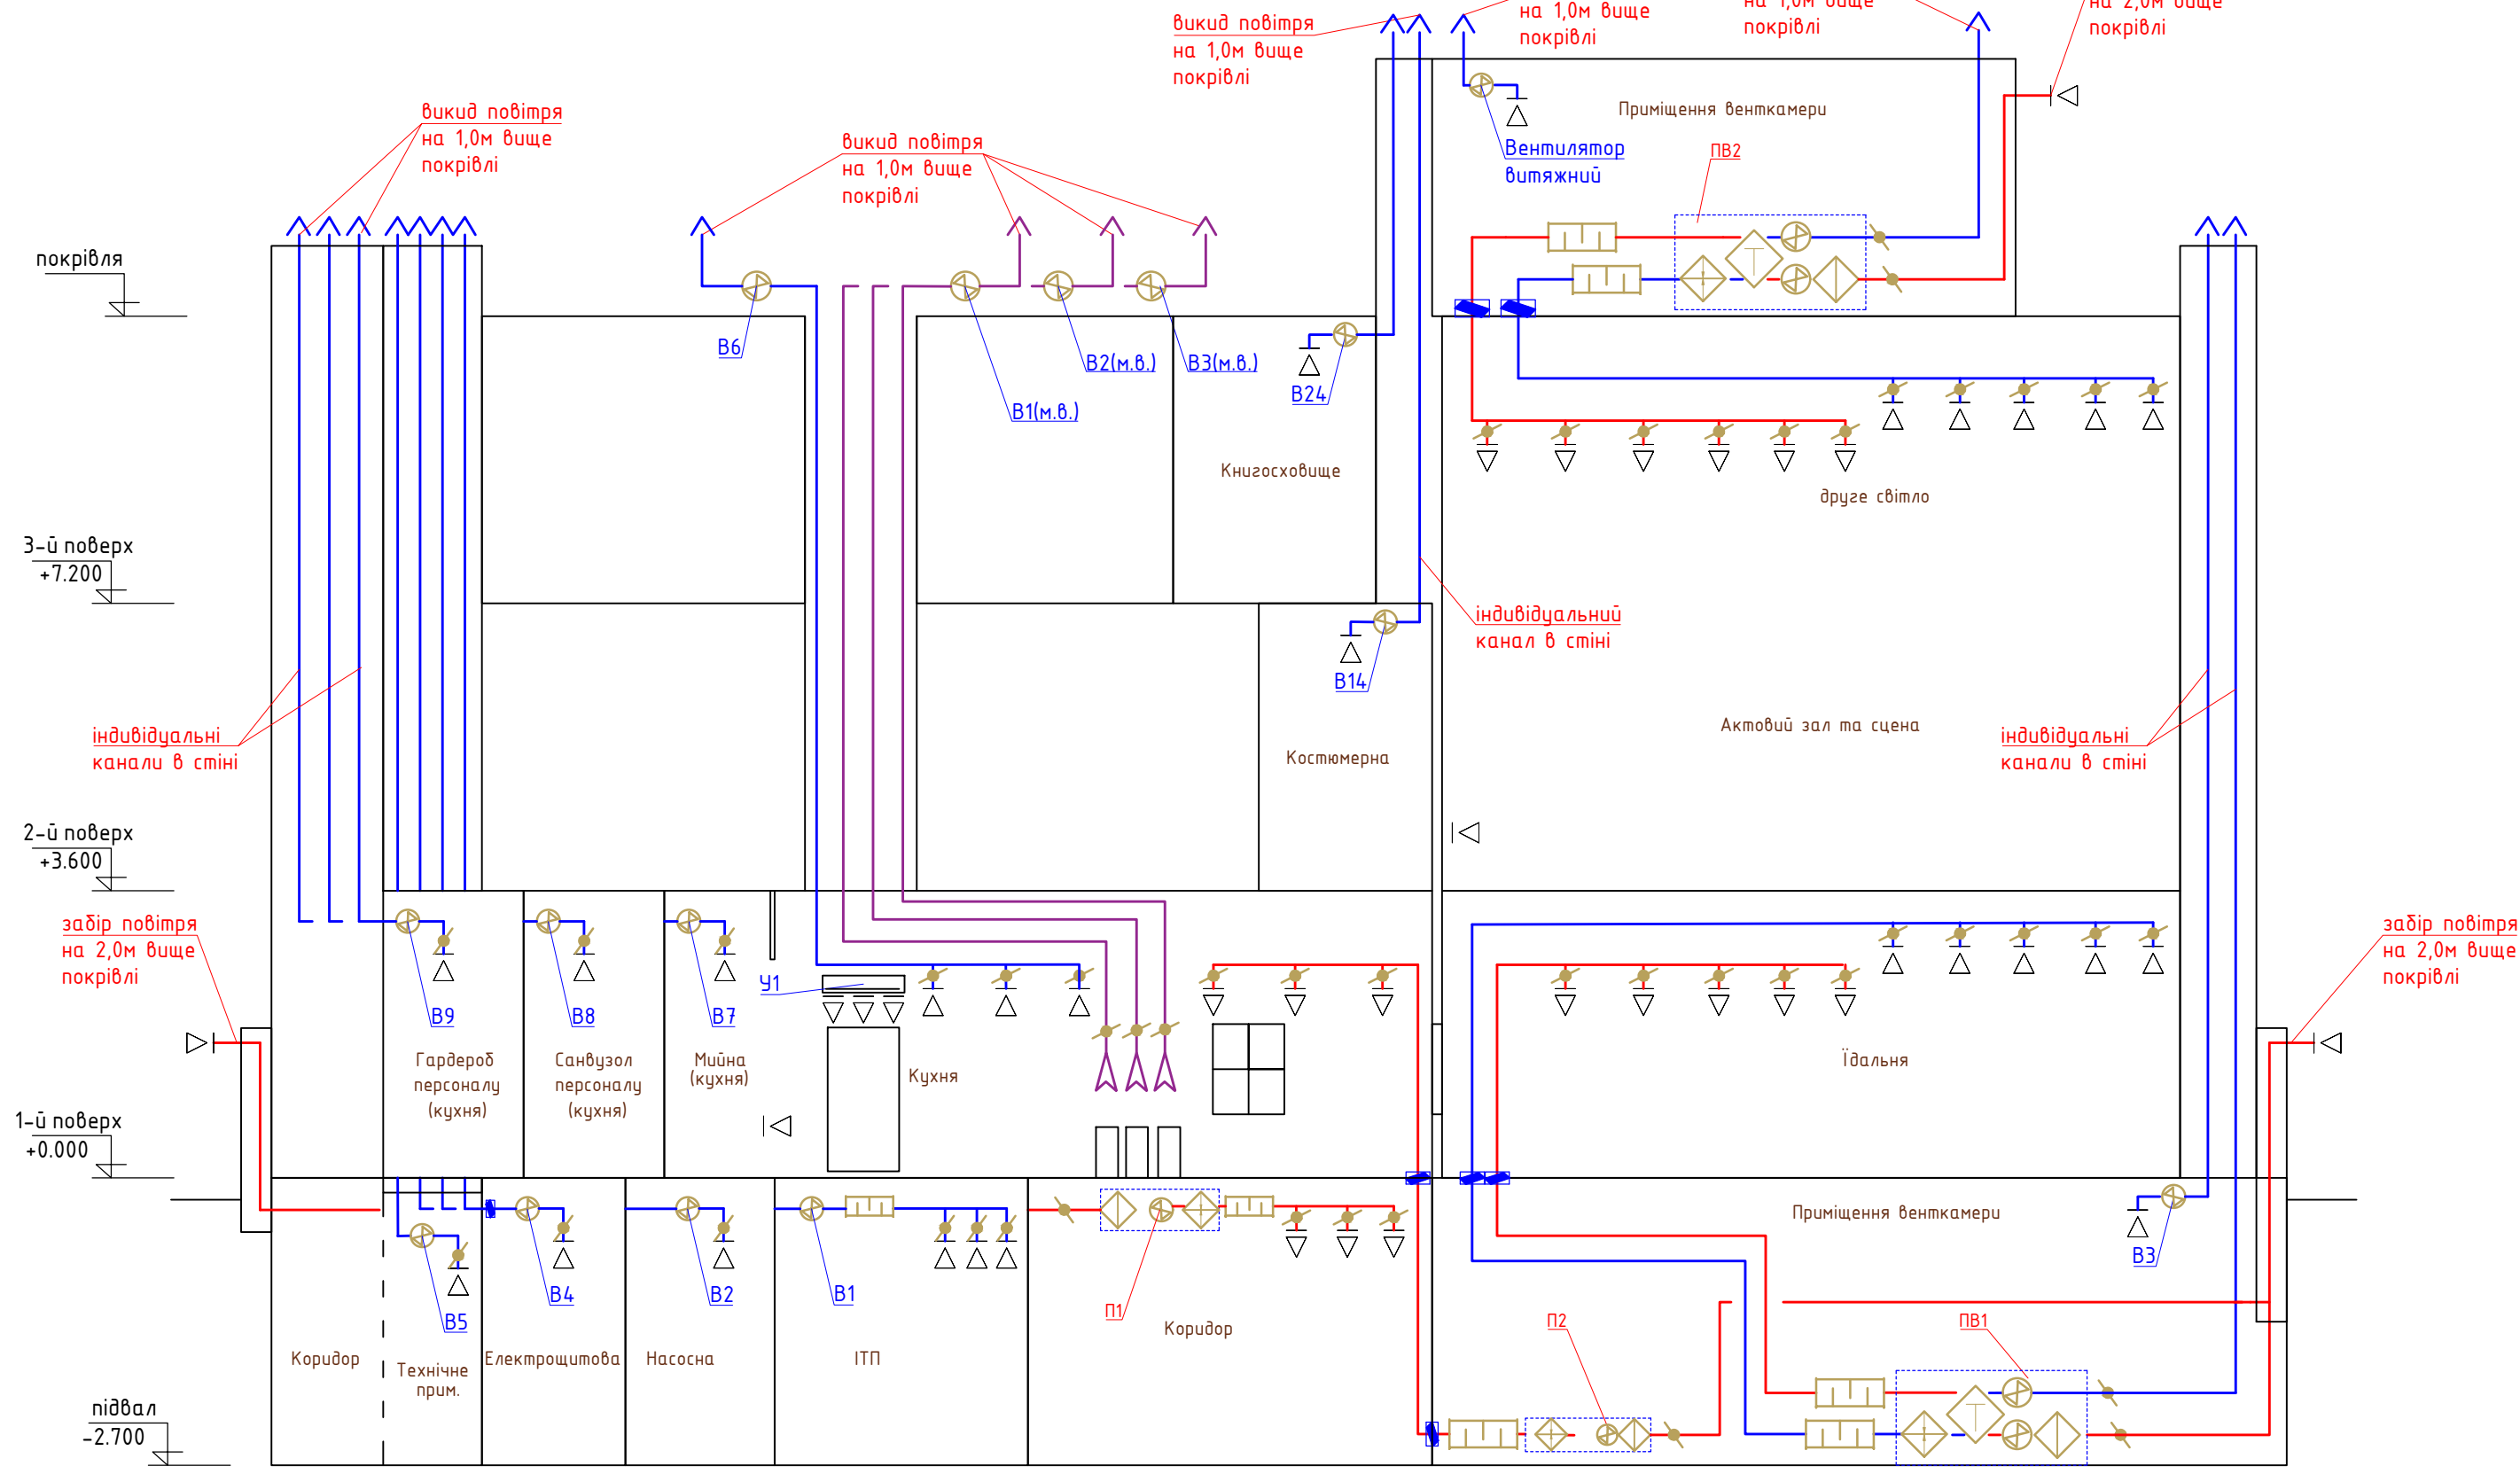 викид повітря
на 1,0м вище
покрівлі
на 1,0м вище
покрівлі
на 1,0м вище
покрівлі
на 2,0м вище
покрівлі
викид повітря
на 1,0м вище
покрівлі
викид повітря
на 1,0м вище
покрівлі
Приміщення венткамери
Вентилятор
витяжний
ПВ2
покрівля
В6
В2(м.в.)
В3(м.в.)
В1(м.в.)
В24
Книгосховище
друге світло
3-й поверх
+7.200
індивідуальний
канал в стіні
В14
індивідуальні
канали в стіні
Костюмерна
Актовий зал та сцена
індивідуальні
канали в стіні
2-й поверх
+3.600
забір повітря
на 2,0м вище
покрівлі
забір повітря
на 2,0м вище
покрівлі
У1
В9
В8
В7
Гардероб
персоналу
(кухня)
Санвузол
персоналу
(кухня)
Мийна
(кухня)
Кухня
Їдальня
1-й поверх
+0.000
Приміщення венткамери
В3
В5
В4
В2
В1
П1
П2
ПВ1
Коридор
Технічне
прим.
Електрощитова
Насосна
ІТП
Коридор
підвал
-2.700